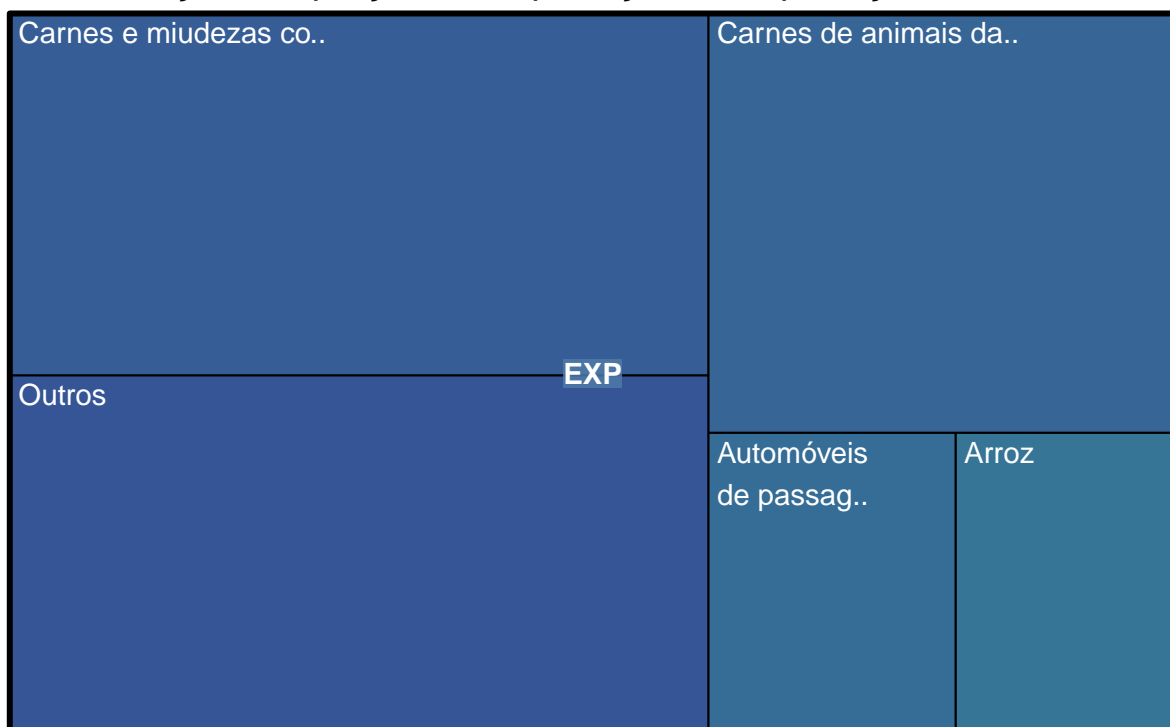 Carnes e miudezas co..
Carnes de animais da..
EXP
Outros
Automóveis
de passag..
Arroz